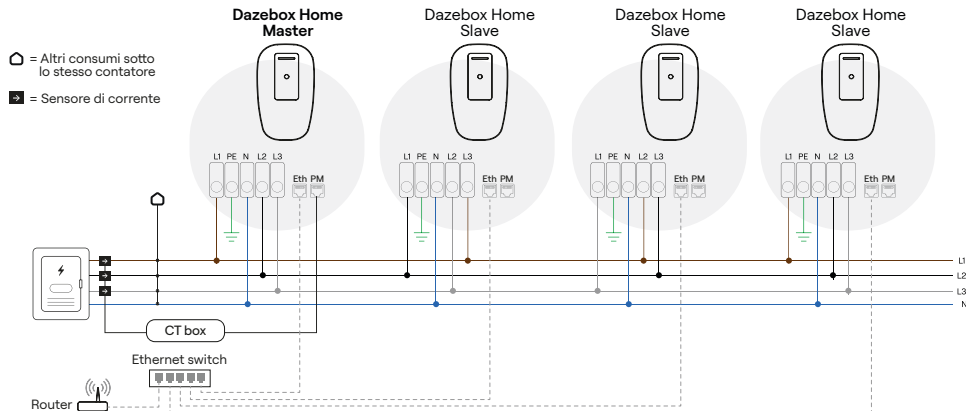 Dazebox Home
Master
Dazebox Home
Slave
Dazebox Home
Slave
Dazebox Home
Slave
= Altri consumi sotto
lo stesso contatore
= Sensore di corrente
L1 PE N L2 L3
Eth PM
L1 PE N L2 L3
Eth PM
L1 PE N L2 L3
Eth PM
L1 PE N L2 L3
Eth PM
L1
L2
L3
N
CT box
Ethernet switch
Router